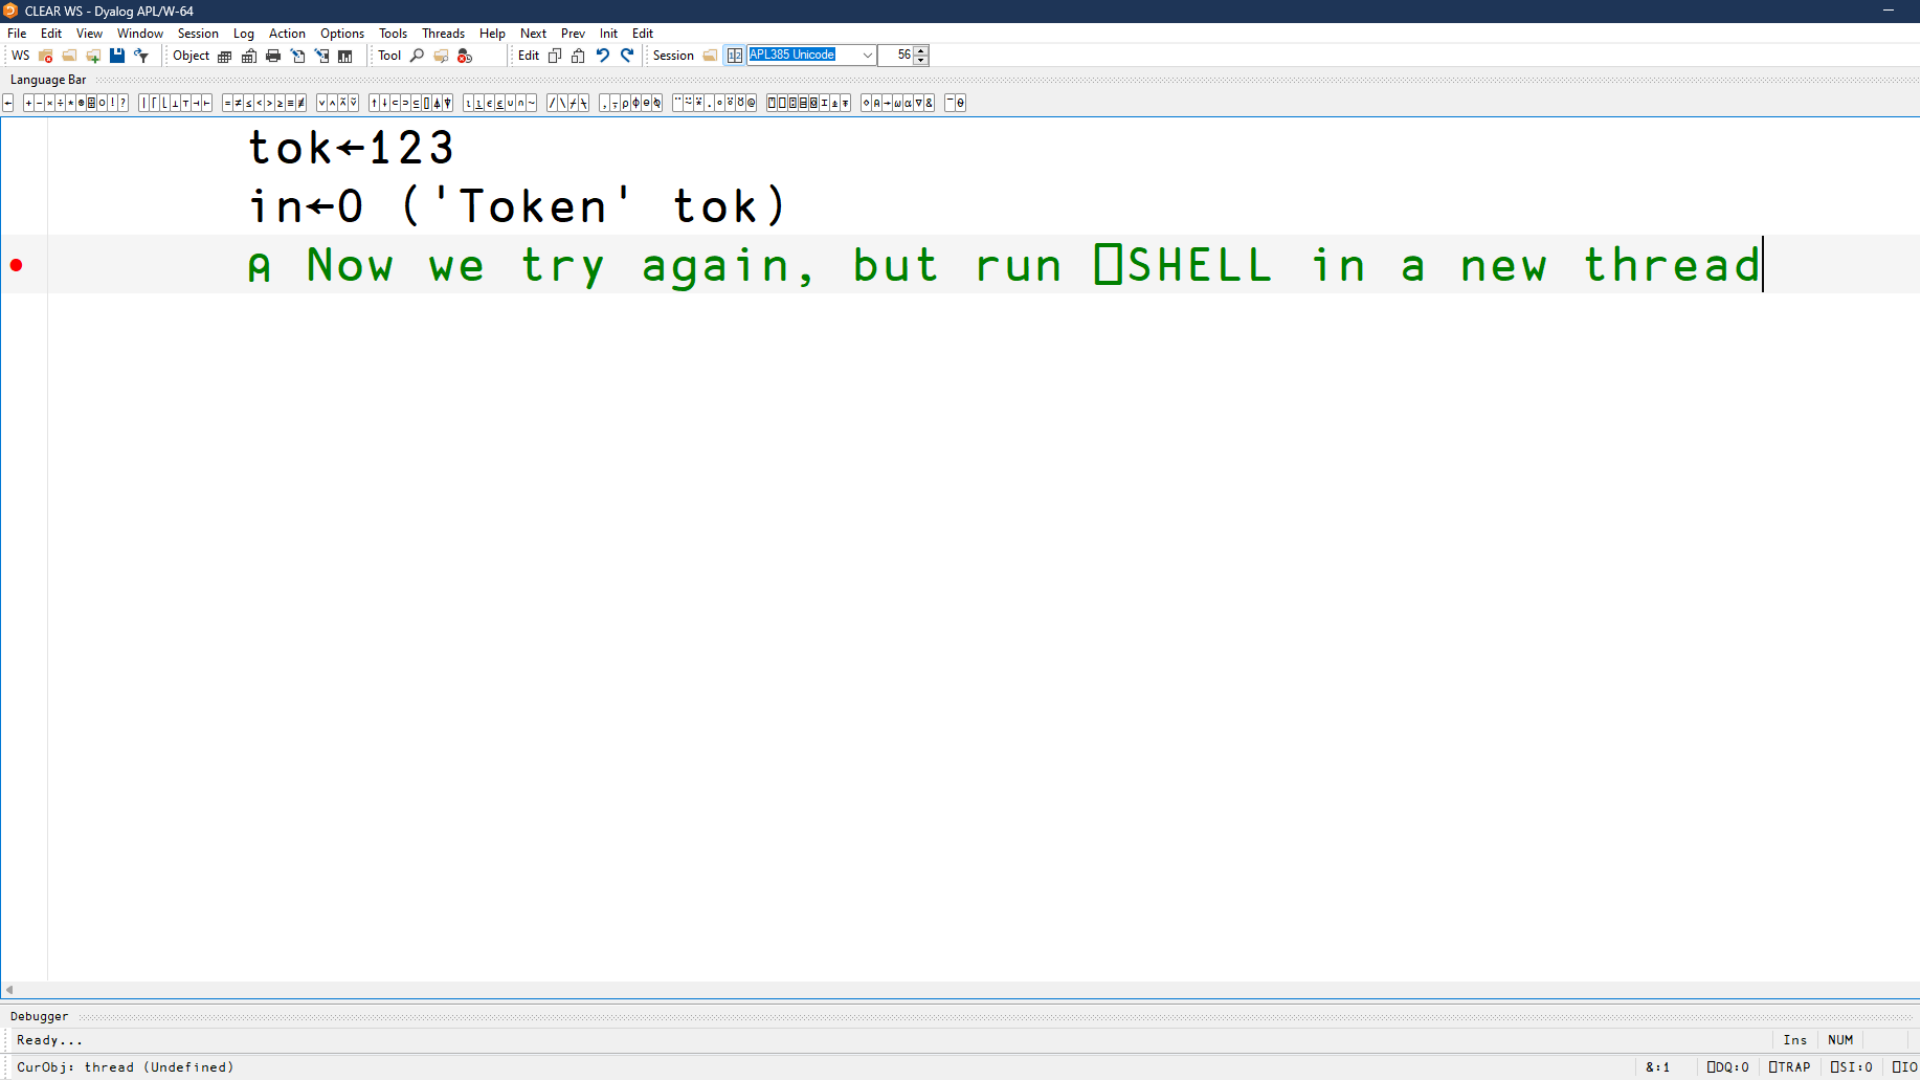 CLEAR WS - Dyalog APL/W-64
File Edit View Window Session Log Action Options Tools Threads Help Next Prev Init Edit
WS Object Tool Edit Session APL385 Unicode 56
Language Bar
tok←123
in←0 ('Token' tok)
⍝ Now we try again, but run ⎕SHELL in a new thread
Debugger
Ready... Ins NUM
CurObj: thread (Undefined) &:1 ⎕DQ:0 ⎕TRAP ⎕SI:0 ⎕IO